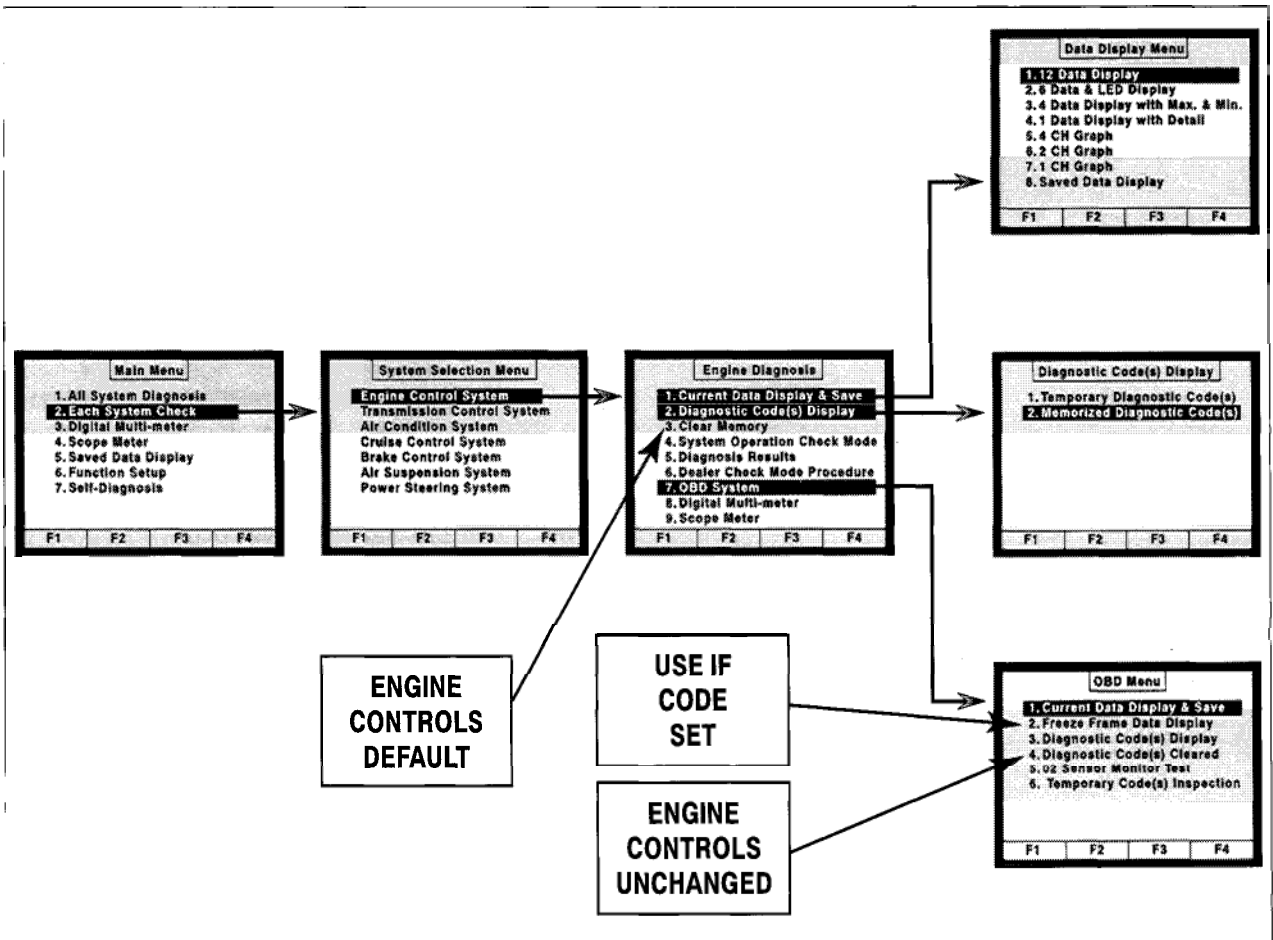 Data Display Menu
1.12 Data Display
2.6 Data & LED Display
3.4 Data Display with Max. & Min.
4.1 Data Display with Detail
5.4 CH Graph
6.2 CH Graph
7.1 CH Graph
8.Saved Data Display
F1 F2 F3 F4
Main Menu
1.All System Diagnosis
2.Each System Check
3.Digital Multi-meter
4.Scope Meter
5.Saved Data Display
6.Function Setup
7.Self-Diagnosis
F1 F2 F3 F4
System Selection Menu
Engine Control System
Transmission Control System
Air Condition System
Cruise Control System
Brake Control System
Air Suspension System
Power Steering System
F1 F2 F3 F4
Engine Diagnosis
1.Current Data Display & Save
2.Diagnostic Code(s) Display
3.Clear Memory
4.System Operation Check Mode
5.Diagnosis Results
6.Dealer Check Mode Procedure
7.OBD System
8.Digital Multi-meter
9.Scope Meter
F1 F2 F3 F4
Diagnostic Code(s) Display
1.Temporary Diagnostic Code(s)
2.Memorized Diagnostic Code(s)
F1 F2 F3 F4
ENGINE
CONTROLS
DEFAULT
USE IF
CODE
SET
ENGINE
CONTROLS
UNCHANGED
OBD Menu
1.Current Data Display & Save
2.Freeze Frame Data Display
3.Diagnostic Code(s) Display
4.Diagnostic Code(s) Cleared
5.02 Sensor Monitor Test
6. Temporary Code(s) Inspection
F1 F2 F3 F4